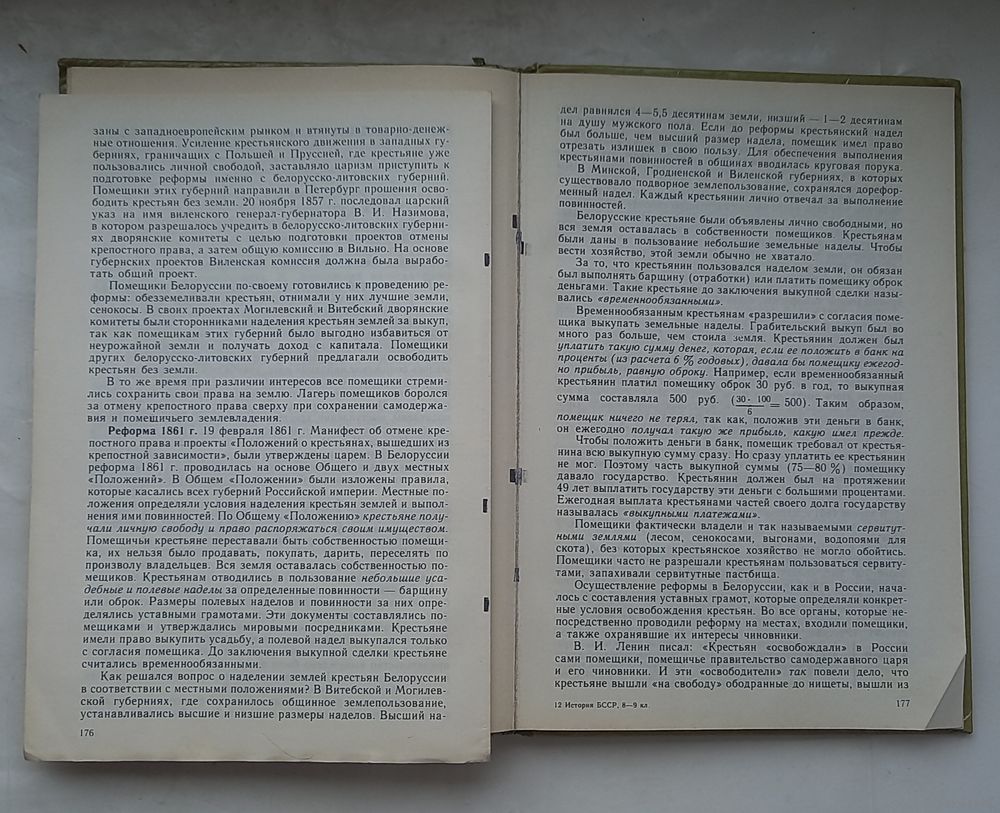 заны с западноевропейским рынком и втянуты в товарно-денеж-
ные отношения. Усиление крестьянского движения в западных гу-
берниях, граничащих с Польшей и Пруссией, где крестьяне уже
пользовались личной свободой, заставляло царизм приступить к
подготовке реформы именно с белорусско-литовских губерний.
Помещики этих губерний направили в Петербург прошения осво-
бодить крестьян без земли. 20 ноября 1857 г. последовал царский
указ на имя виленского генерал-губернатора В. И. Назимова,
в котором разрешалось учредить в белорусско-литовских губерни-
ях дворянские комитеты с целью подготовки проектов отмены
крепостного права, а затем общую комиссию в Вильно. На основе
губернских проектов Виленская комиссия должна была вырабо-
тать общий проект.
Помещики Белоруссии по-своему готовились к проведению ре-
формы: обезземеливали крестьян, отнимали у них лучшие земли,
сенокосы. В своих проектах Могилевский и Витебский дворянские
комитеты были сторонниками наделения крестьян землей за выкуп,
так как помещикам этих губерний было выгодно избавиться от
неурожайной земли и получать доход с капитала. Помещики
других белорусско-литовских губерний предлагали освободить
крестьян без земли.
В то же время при различии интересов все помещики стреми-
лись сохранить свои права на землю. Лагерь помещиков боролся
за отмену крепостного права сверху при сохранении самодержа-
вия и помещичьего землевладения.
Реформа 1861 г. 19 февраля 1861 г. Манифест об отмене кре-
постного права и проекты «Положений о крестьянах, вышедших из
крепостной зависимости», были утверждены царем. В Белоруссии
реформа 1861 г. проводилась на основе Общего и двух местных
«Положений». В Общем «Положении» были изложены правила,
которые касались всех губерний Российской империи. Местные по-
ложения определяли условия наделения крестьян землей и выпол-
нения ими повинностей. По Общему «Положению» крестьяне полу-
чали личную свободу и право распоряжаться своим имуществом.
Помещичьи крестьяне переставали быть собственностью помещи-
ка, их нельзя было продавать, покупать, дарить, переселять по
произволу владельцев. Вся земля оставалась собственностью по-
мещиков. Крестьянам отводились в пользование небольшие уса-
дебные и полевые наделы за определенные повинности — барщину
или оброк. Размеры полевых наделов и повинности за них опре-
делялись уставными грамотами. Эти документы составлялись по-
мещиками и утверждались мировыми посредниками. Крестьяне
имели право выкупить усадьбу, а полевой надел выкупался только
с согласия помещика. До заключения выкупной сделки крестьяне
считались временнообязанными.
Как решался вопрос о наделении землей крестьян Белоруссии
в соответствии с местными положениями? В Витебской и Могилев-
ской губерниях, где сохранилось общинное землепользование,
устанавливались высшие и низшие размеры наделов. Высший на-
176
дел равнялся 4—5,5 десятинам земли, низший — 1—2 десятинам
на душу мужского пола. Если до реформы крестьянский надел
был больше, чем высший размер надела, помещик имел право
отрезать излишек в свою пользу. Для обеспечения выполнения
крестьянами повинностей в общинах вводилась круговая порука.
В Минской, Гродненской и Виленской губерниях, в которых
существовало подворное землепользование, сохранялся дорефор-
менный надел. Каждый крестьянин лично отвечал за выполнение
повинностей.
Белорусские крестьяне были объявлены лично свободными, но
вся земля оставалась в собственности помещиков. Крестьянам
были даны в пользование небольшие земельные наделы. Чтобы
вести хозяйство, этой земли обычно не хватало.
За то, что крестьянин пользовался наделом земли, он обязан
был выполнять барщину (отработки) или платить помещику оброк
деньгами. Такие крестьяне до заключения выкупной сделки назы-
вались «временнообязанными».
Временнообязанным крестьянам «разрешили» с согласия поме-
щика выкупать земельные наделы. Грабительский выкуп был во
много раз больше, чем стоила земля. Крестьянин должен был
уплатить такую сумму денег, которая, если ее положить в банк на
проценты (из расчета 6 % годовых), давала бы помещику ежегод-
но прибыль, равную оброку. Например, если временнообязанный
крестьянин платил помещику оброк 30 руб. в год, то выкупная
сумма составляла 500 руб. (30 · 100 / 6 = 500). Таким образом,
помещик ничего не терял, так как, положив эти деньги в банк,
он ежегодно получал такую же прибыль, какую имел прежде.
Чтобы положить деньги в банк, помещик требовал от крестья-
нина всю выкупную сумму сразу. Но сразу уплатить ее крестьянин
не мог. Поэтому часть выкупной суммы (75—80 %) помещику
давало государство. Крестьянин должен был на протяжении
49 лет выплатить государству эти деньги с большими процентами.
Ежегодная выплата крестьянами частей своего долга государству
называлась «выкупными платежами».
Помещики фактически владели и так называемыми сервитут-
ными землями (лесом, сенокосами, выгонами, водопоями для
скота), без которых крестьянское хозяйство не могло обойтись.
Помещики часто не разрешали крестьянам пользоваться сервиту-
тами, запахивали сервитутные пастбища.
Осуществление реформы в Белоруссии, как и в России, нача-
лось с составления уставных грамот, которые определяли конкрет-
ные условия освобождения крестьян. Во все органы, которые не-
посредственно проводили реформу на местах, входили помещики,
а также охранявшие их интересы чиновники.
В. И. Ленин писал: «Крестьян «освобождали» в России
сами помещики, помещичье правительство самодержавного царя
и его чиновники. И эти «освободители» так повели дело, что
крестьяне вышли «на свободу» ободранные до нищеты, вышли из
12 История БССР, 8—9 кл.
177